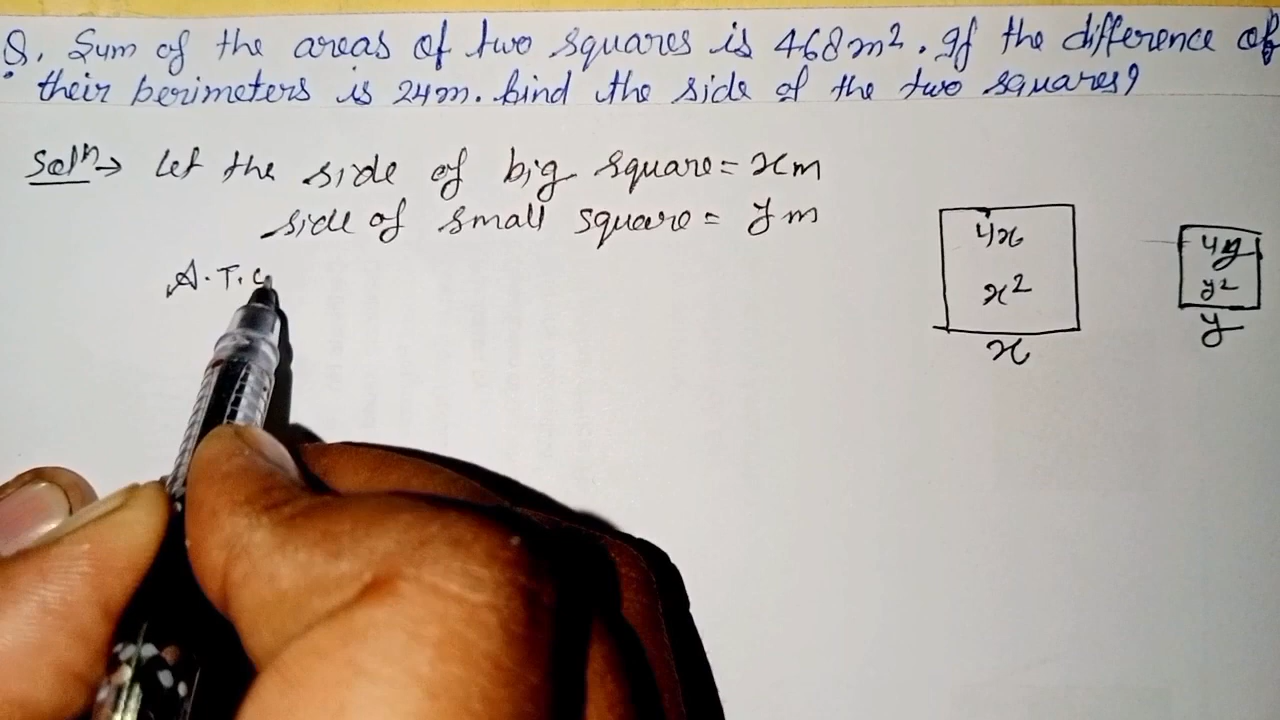 Q. Sum of the areas of two squares is 468m². If the difference of
their perimeters is 24m. find the side of the two squares?
Solⁿ→ Let the side of big square = xm
side of small square = ym
A.T.
4x
x²
x
4y
y²
y